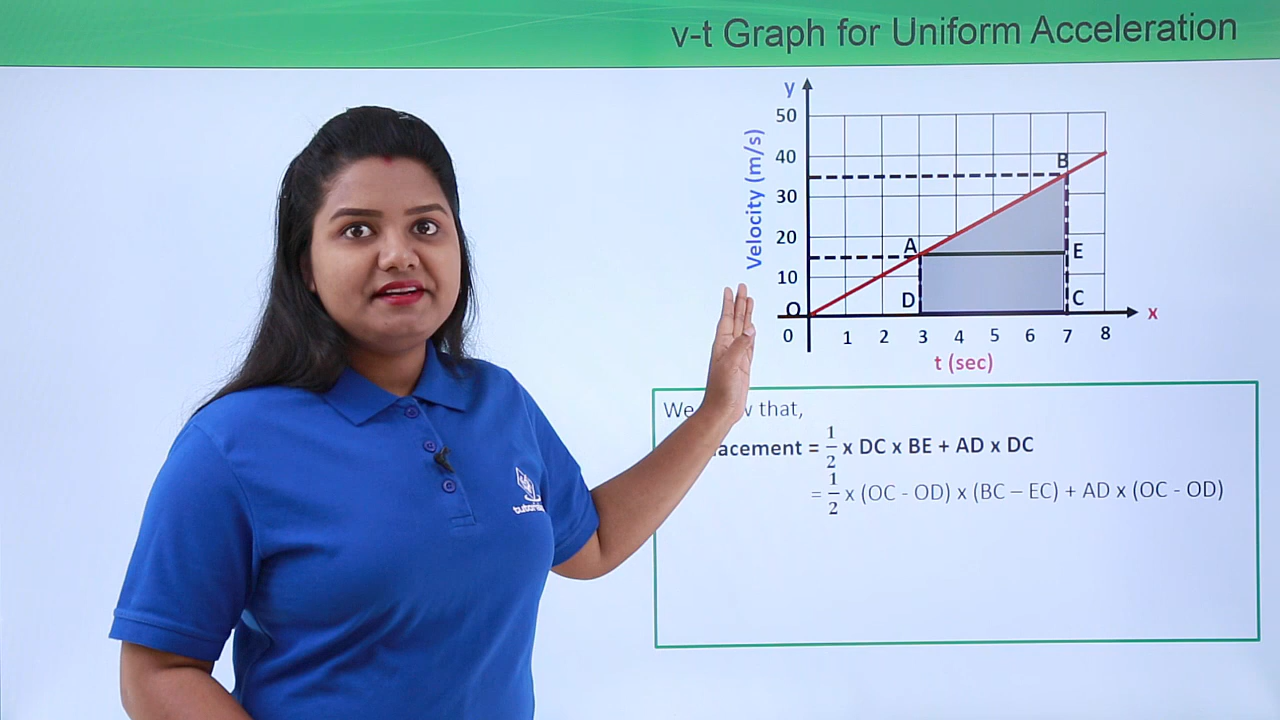 v-t Graph for Uniform Acceleration
y
50
40
30
20
10
O
0
1 2 3 4 5 6 7 8
Velocity (m/s)
t (sec)
x
A
B
E
D
C
We that,
= 1/2 x DC x BE + AD x DC
= 1/2 x (OC - OD) x (BC – EC) + AD x (OC - OD)